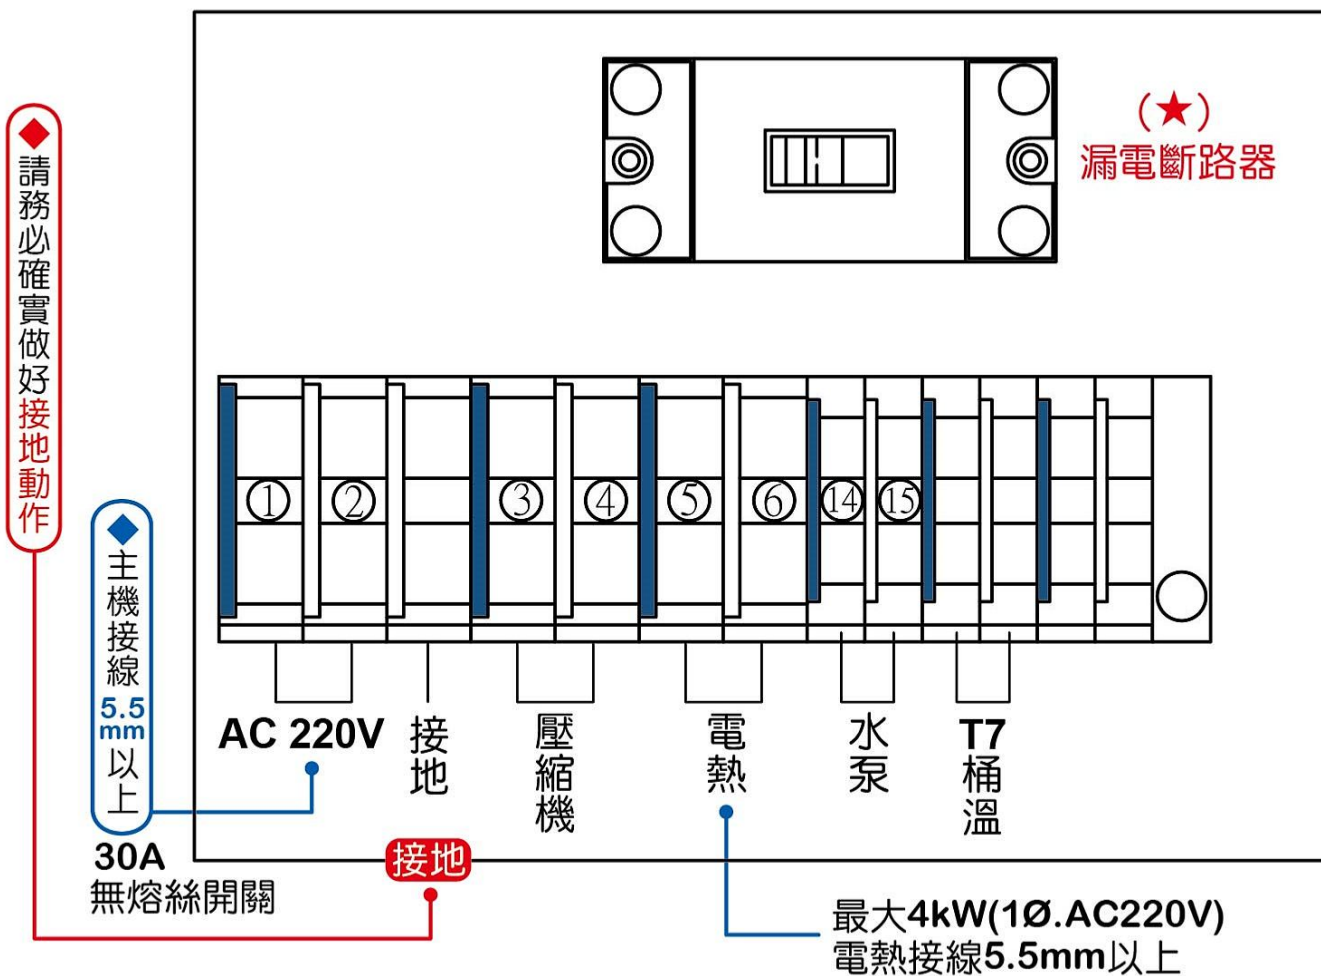 (★)
漏電斷路器
◆請務必確實做好接地動作
◆主機接線5.5mm以上
30A
無熔絲開關
① ② ③ ④ ⑤ ⑥ ⑭ ⑮
AC 220V
接地
壓縮機
電熱
水泵
T7桶溫
接地
最大4kW(1Ø.AC220V)
電熱接線5.5mm以上